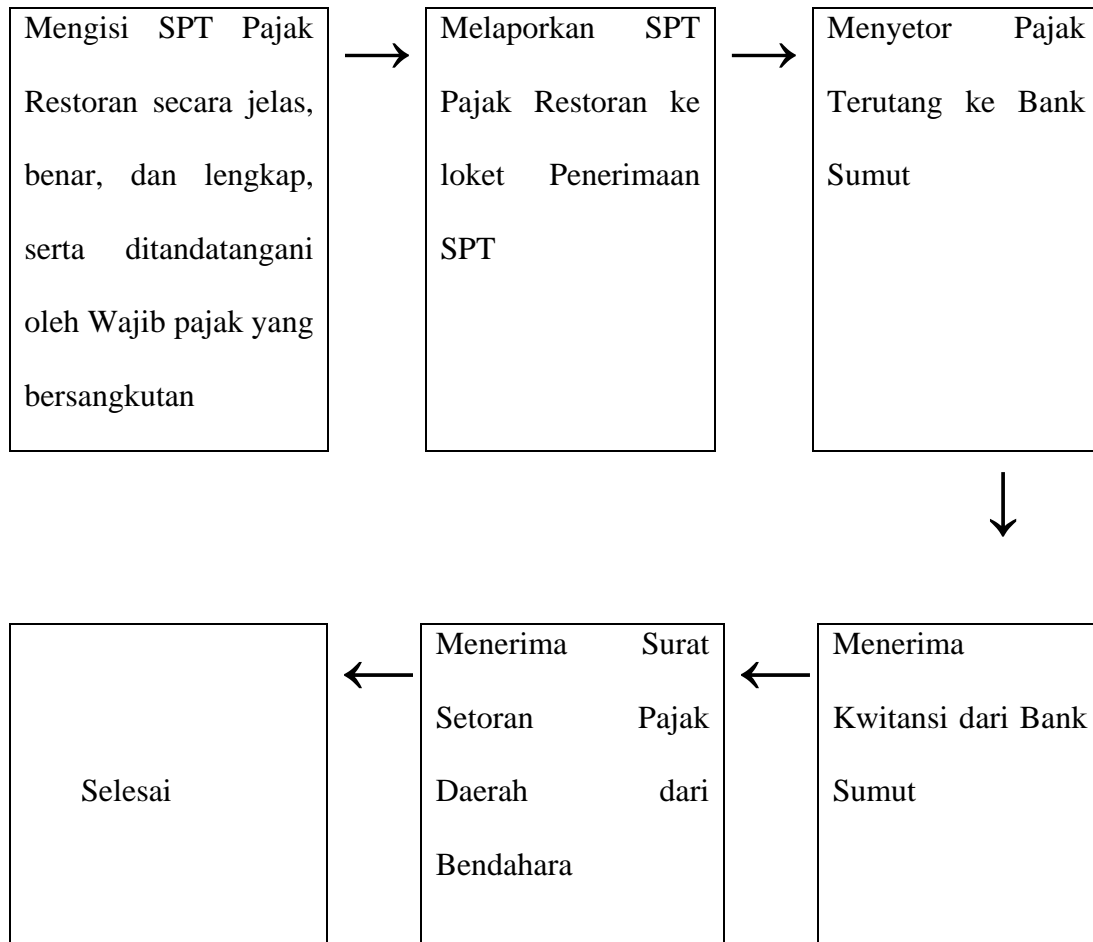 Mengisi SPT Pajak
Restoran secara jelas,
benar, dan lengkap,
serta ditandatangani
oleh Wajib pajak yang
bersangkutan
Melaporkan SPT
Pajak Restoran ke
loket Penerimaan
SPT
Menyetor Pajak
Terutang ke Bank
Sumut
Menerima
Kwitansi dari Bank
Sumut
Menerima Surat
Setoran Pajak
Daerah dari
Bendahara
Selesai